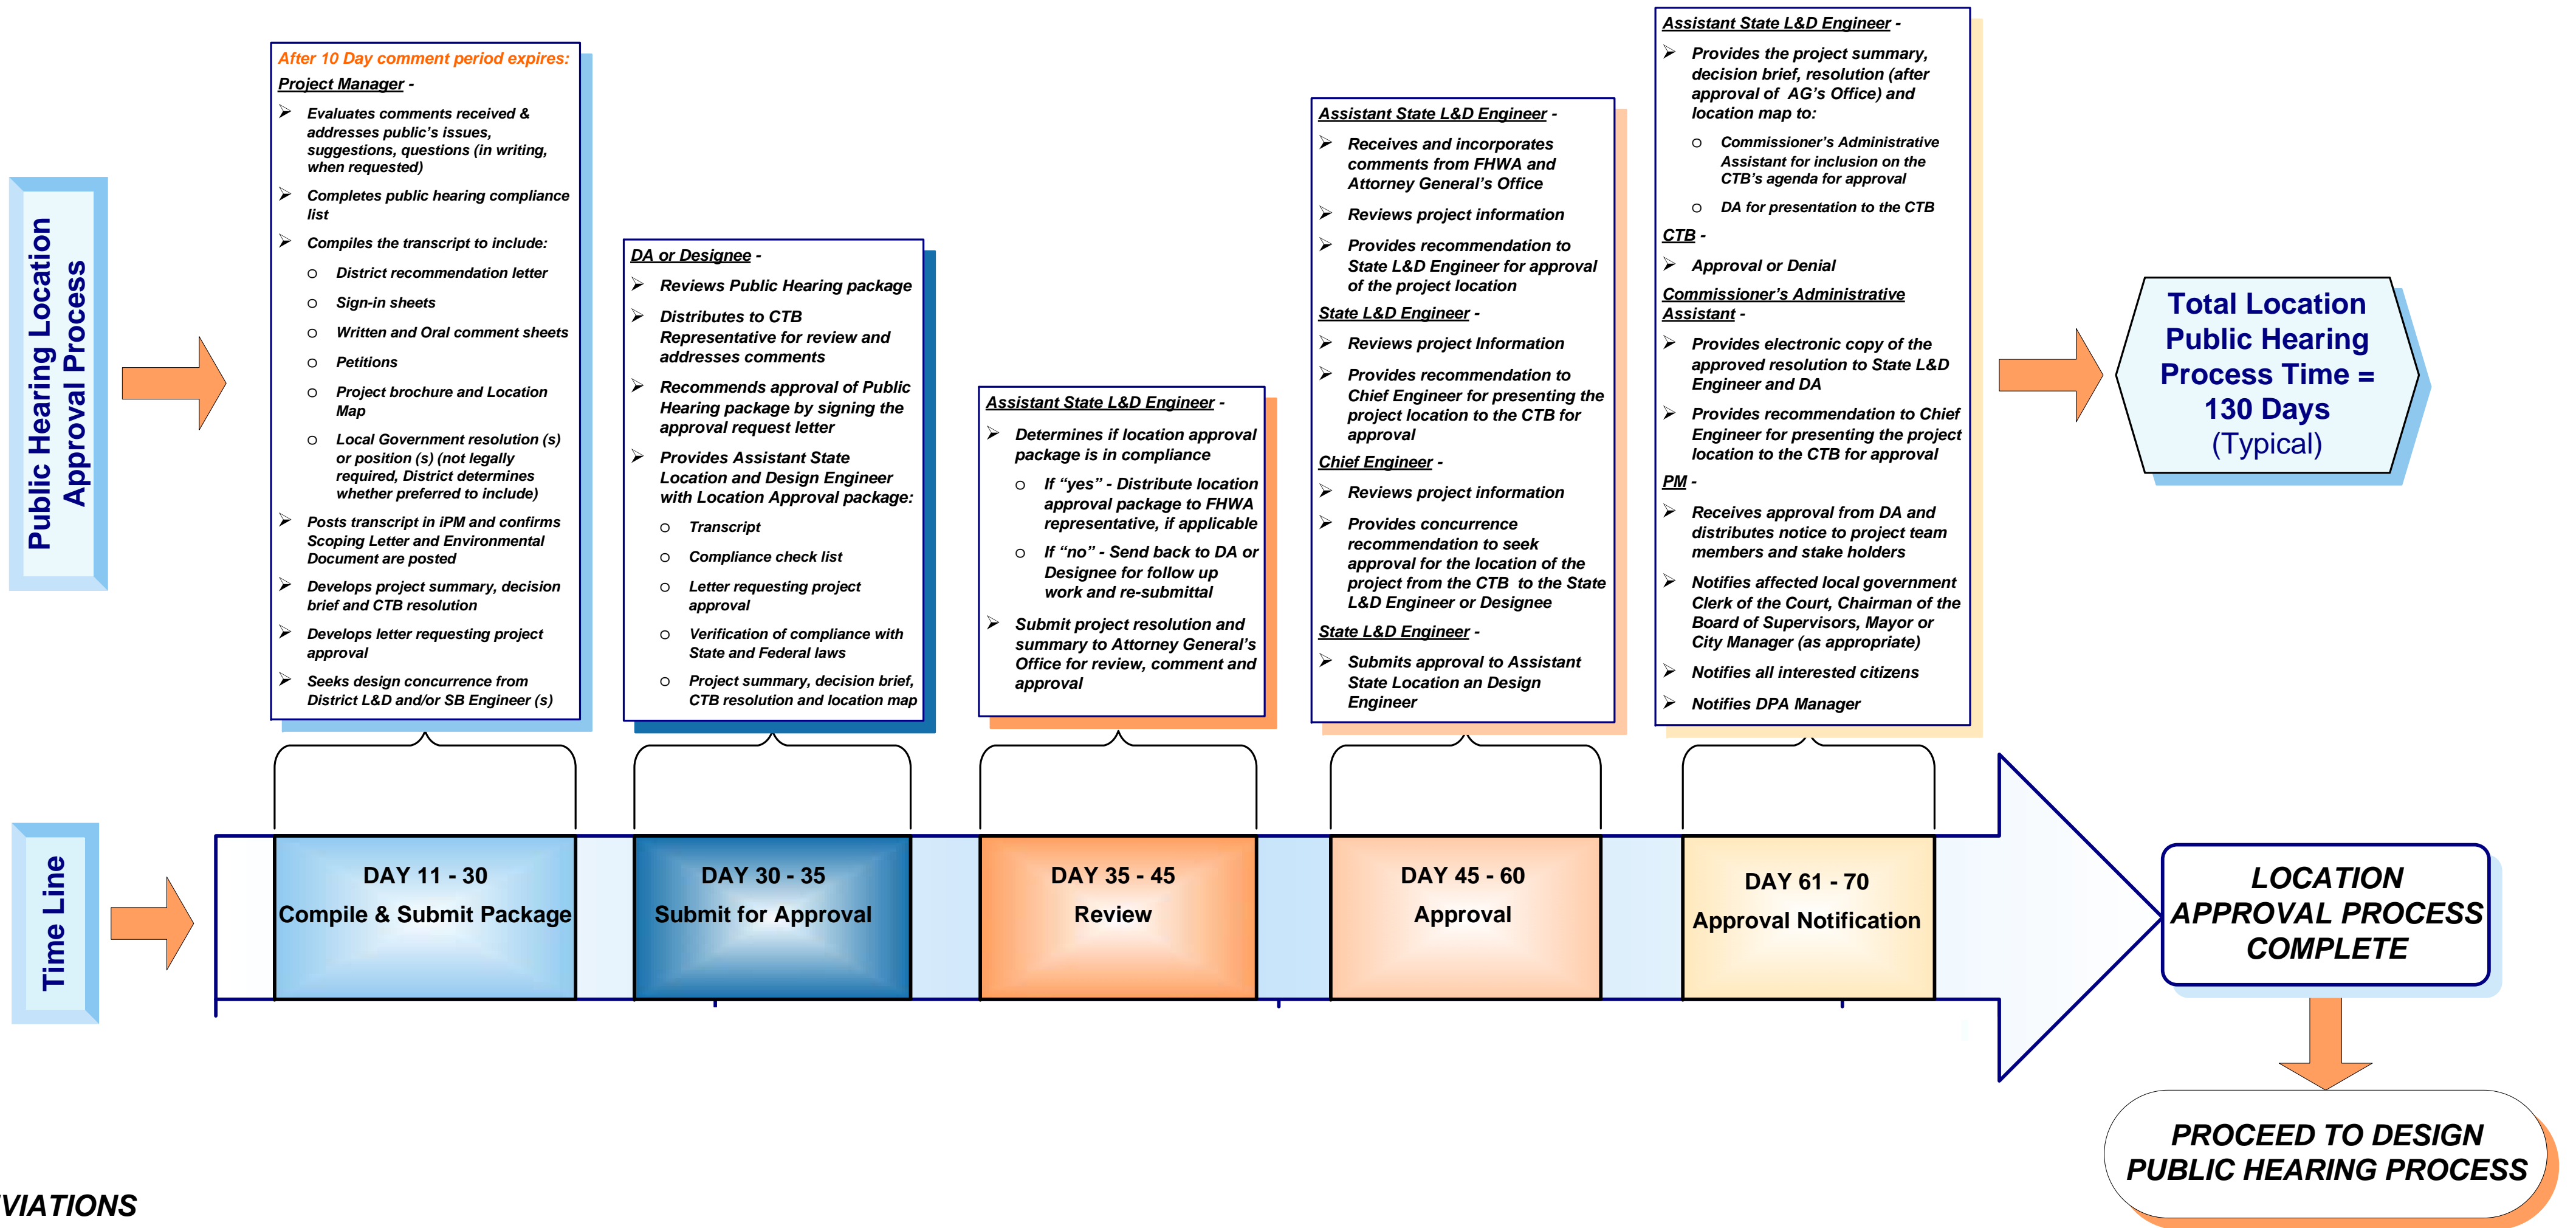 Public Hearing Location
Approval Process
After 10 Day comment period expires:
Project Manager -
➢ Evaluates comments received &
addresses public's issues,
suggestions, questions (in writing,
when requested)
➢ Completes public hearing compliance
list
➢ Compiles the transcript to include:
o District recommendation letter
o Sign-in sheets
o Written and Oral comment sheets
o Petitions
o Project brochure and Location
Map
o Local Government resolution (s)
or position (s) (not legally
required, District determines
whether preferred to include)
➢ Posts transcript in iPM and confirms
Scoping Letter and Environmental
Document are posted
➢ Develops project summary, decision
brief and CTB resolution
➢ Develops letter requesting project
approval
➢ Seeks design concurrence from
District L&D and/or SB Engineer (s)
DA or Designee -
➢ Reviews Public Hearing package
➢ Distributes to CTB
Representative for review and
addresses comments
➢ Recommends approval of Public
Hearing package by signing the
approval request letter
➢ Provides Assistant State
Location and Design Engineer
with Location Approval package:
o Transcript
o Compliance check list
o Letter requesting project
approval
o Verification of compliance with
State and Federal laws
o Project summary, decision brief,
CTB resolution and location map
Assistant State L&D Engineer -
➢ Determines if location approval
package is in compliance
o If “yes” - Distribute location
approval package to FHWA
representative, if applicable
o If “no” - Send back to DA or
Designee for follow up
work and re-submittal
➢ Submit project resolution and
summary to Attorney General's
Office for review, comment and
approval
Assistant State L&D Engineer -
➢ Receives and incorporates
comments from FHWA and
Attorney General's Office
➢ Reviews project information
➢ Provides recommendation to
State L&D Engineer for approval
of the project location
State L&D Engineer -
➢ Reviews project Information
➢ Provides recommendation to
Chief Engineer for presenting the
project location to the CTB for
approval
Chief Engineer -
➢ Reviews project information
➢ Provides concurrence
recommendation to seek
approval for the location of the
project from the CTB to the State
L&D Engineer or Designee
State L&D Engineer -
➢ Submits approval to Assistant
State Location an Design
Engineer
Assistant State L&D Engineer -
➢ Provides the project summary,
decision brief, resolution (after
approval of AG's Office) and
location map to:
o Commissioner's Administrative
Assistant for inclusion on the
CTB's agenda for approval
o DA for presentation to the CTB
CTB -
➢ Approval or Denial
Commissioner's Administrative
Assistant -
➢ Provides electronic copy of the
approved resolution to State L&D
Engineer and DA
➢ Provides recommendation to Chief
Engineer for presenting the project
location to the CTB for approval
PM -
➢ Receives approval from DA and
distributes notice to project team
members and stake holders
➢ Notifies affected local government
Clerk of the Court, Chairman of the
Board of Supervisors, Mayor or
City Manager (as appropriate)
➢ Notifies all interested citizens
➢ Notifies DPA Manager
Total Location
Public Hearing
Process Time =
130 Days
(Typical)
Time Line
DAY 11 - 30
Compile & Submit Package
DAY 30 - 35
Submit for Approval
DAY 35 - 45
Review
DAY 45 - 60
Approval
DAY 61 - 70
Approval Notification
LOCATION
APPROVAL PROCESS
COMPLETE
PROCEED TO DESIGN
PUBLIC HEARING PROCESS
VIATIONS